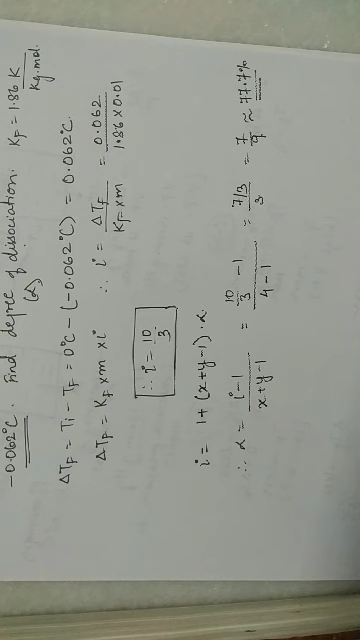 -0.062°C. Find degree of dissociation. K_F = 1.86 K / Kg.mol.
(α)
ΔT_F = Ti - T_F = 0°C - (-0.062°C) = 0.062°C.
ΔT_F = K_F × m × i ∴ i = ΔT_F / K_F × m = 0.062 / 1.86 × 0.01
∴ i = 10/3
i = 1 + (x+y-1).α.
∴ α = i-1 / x+y-1 = 10/3 - 1 / 4-1 = 7/3 / 3 = 7/9 ≈ 77.7%